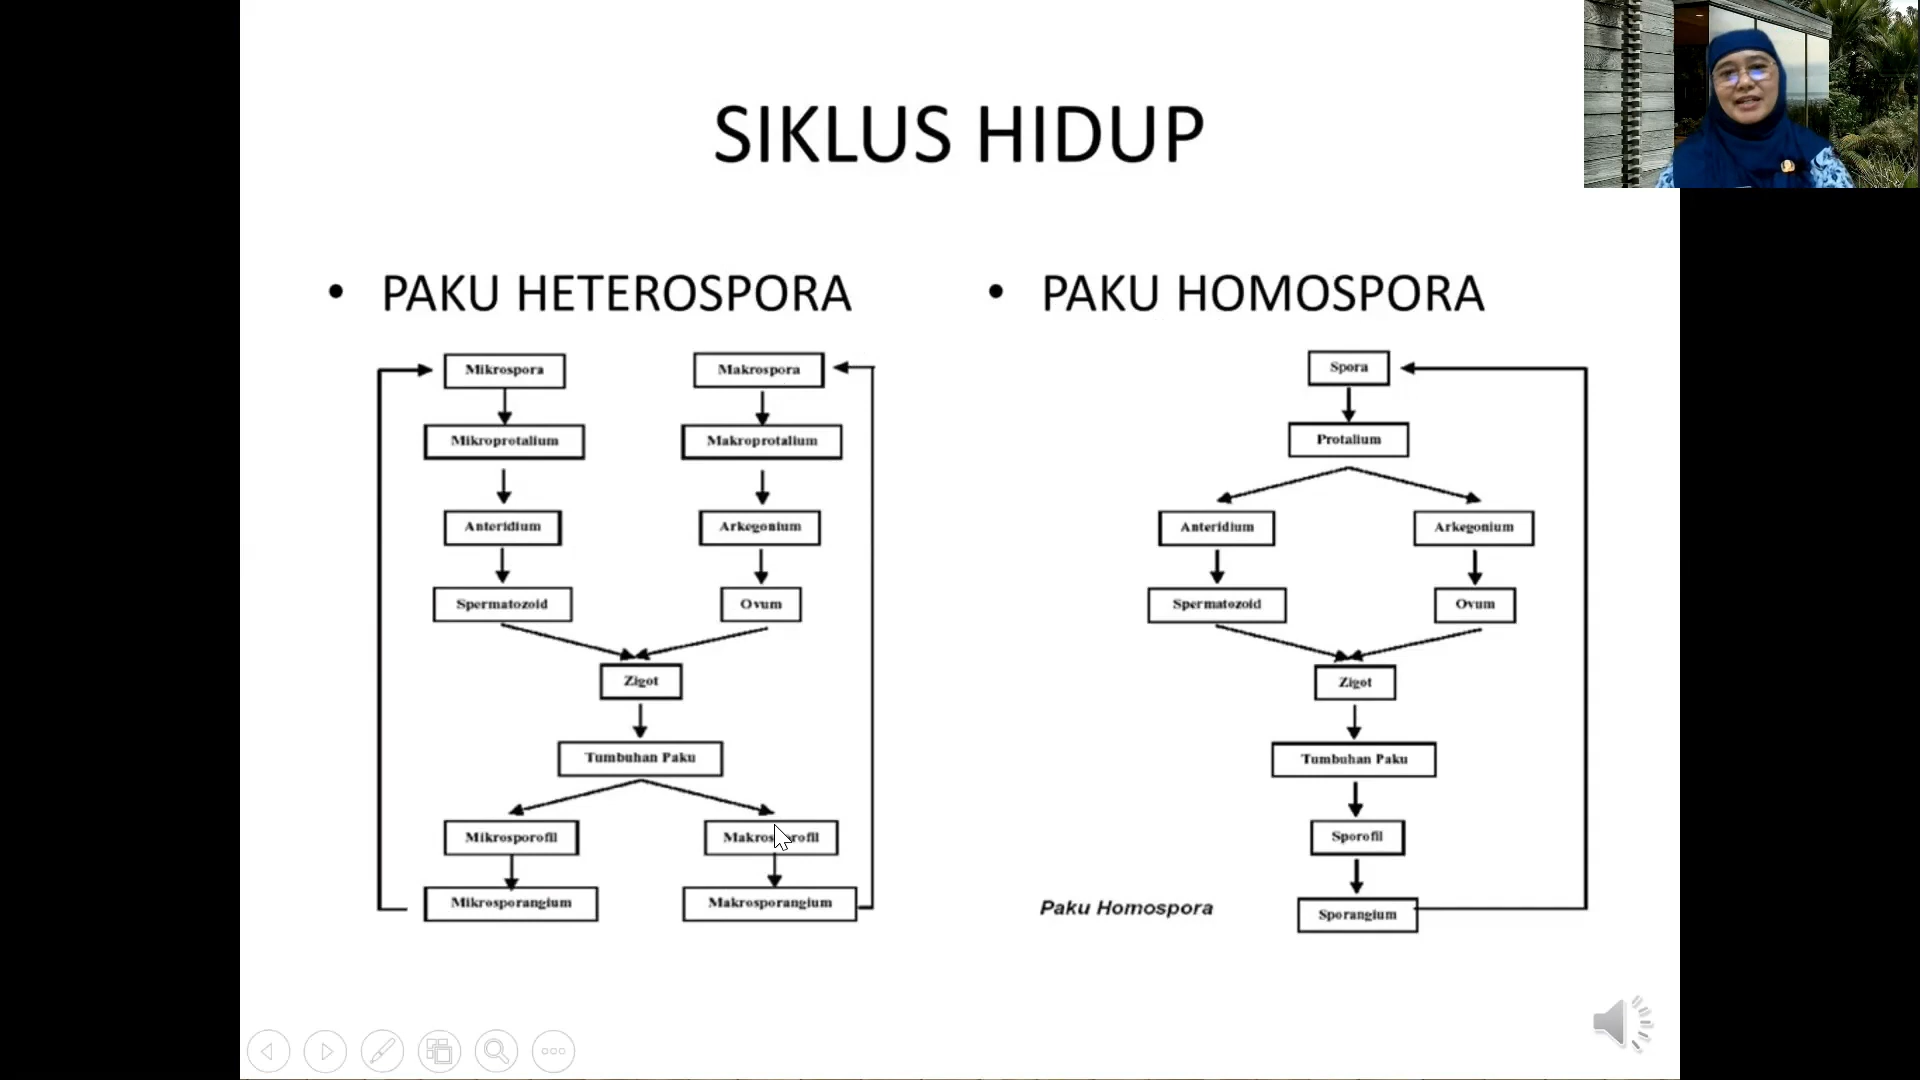 SIKLUS HIDUP
• PAKU HETEROSPORA
Mikrospora Makrospora
Mikroprotalium Makroprotalium
Anteridium Arkegonium
Spermatozoid Ovum
Zigot
Tumbuhan Paku
Mikrosporofil Makrosporofil
Mikrosporangium Makrosporangium
• PAKU HOMOSPORA
Spora
Protalium
Anteridium Arkegonium
Spermatozoid Ovum
Zigot
Tumbuhan Paku
Sporofil
Paku Homospora
Sporangium